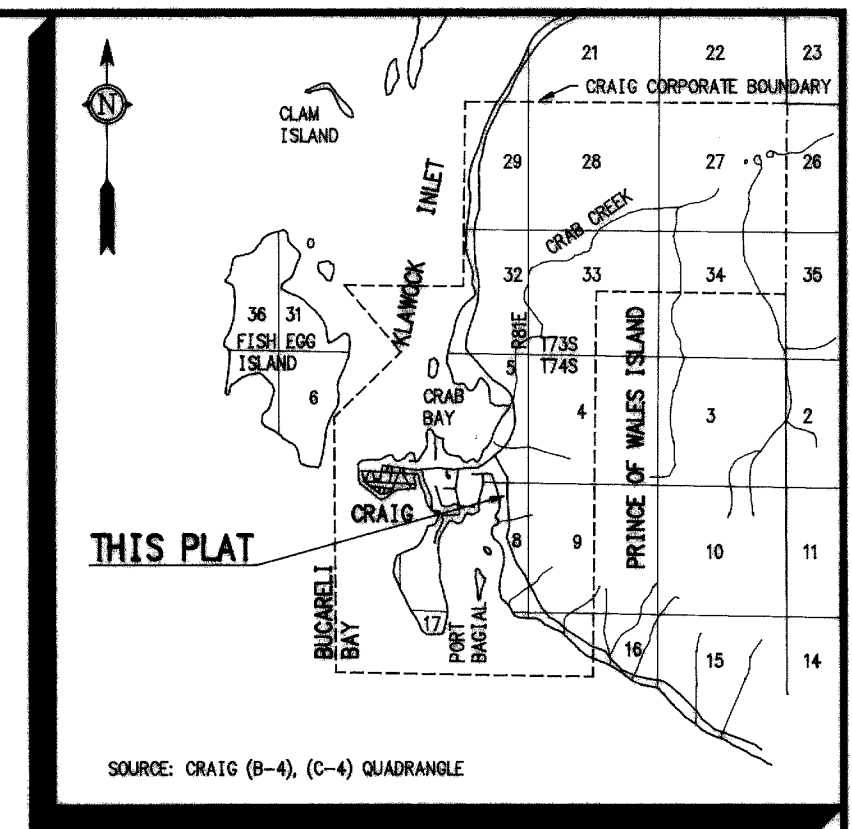 21 22 23
CRAIG CORPORATE BOUNDARY
N
CLAM
ISLAND
29 28 27 26
KLAWOCK INLET
CRAB CREEK
32 33 34 35
36 31
FISH EGG
ISLAND
6
R81E
T73S
T74S
5
4 3 2
PRINCE OF WALES ISLAND
CRAB
BAY
CRAIG
THIS PLAT
8 9 10 11
BUCARELI
BAY
17
PORT
BAGIAL
16 15 14
SOURCE: CRAIG (B-4), (C-4) QUADRANGLE